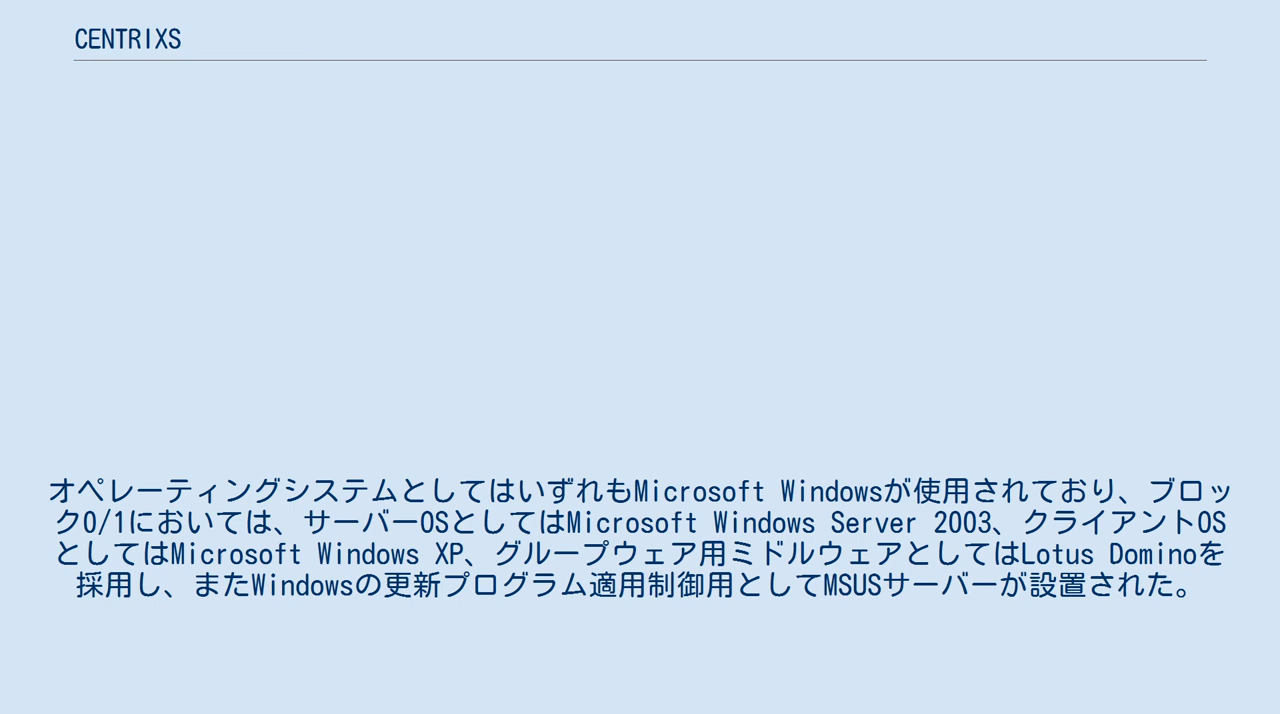 CENTRIXS
オペレーティングシステムとしてはいずれもMicrosoft Windowsが使用されており、ブロッ
ク0/1においては、サーバーOSとしてはMicrosoft Windows Server 2003、クライアントOS
としてはMicrosoft Windows XP、グループウェア用ミドルウェアとしてはLotus Dominoを
採用し、またWindowsの更新プログラム適用制御用としてMSUSサーバーが設置された。